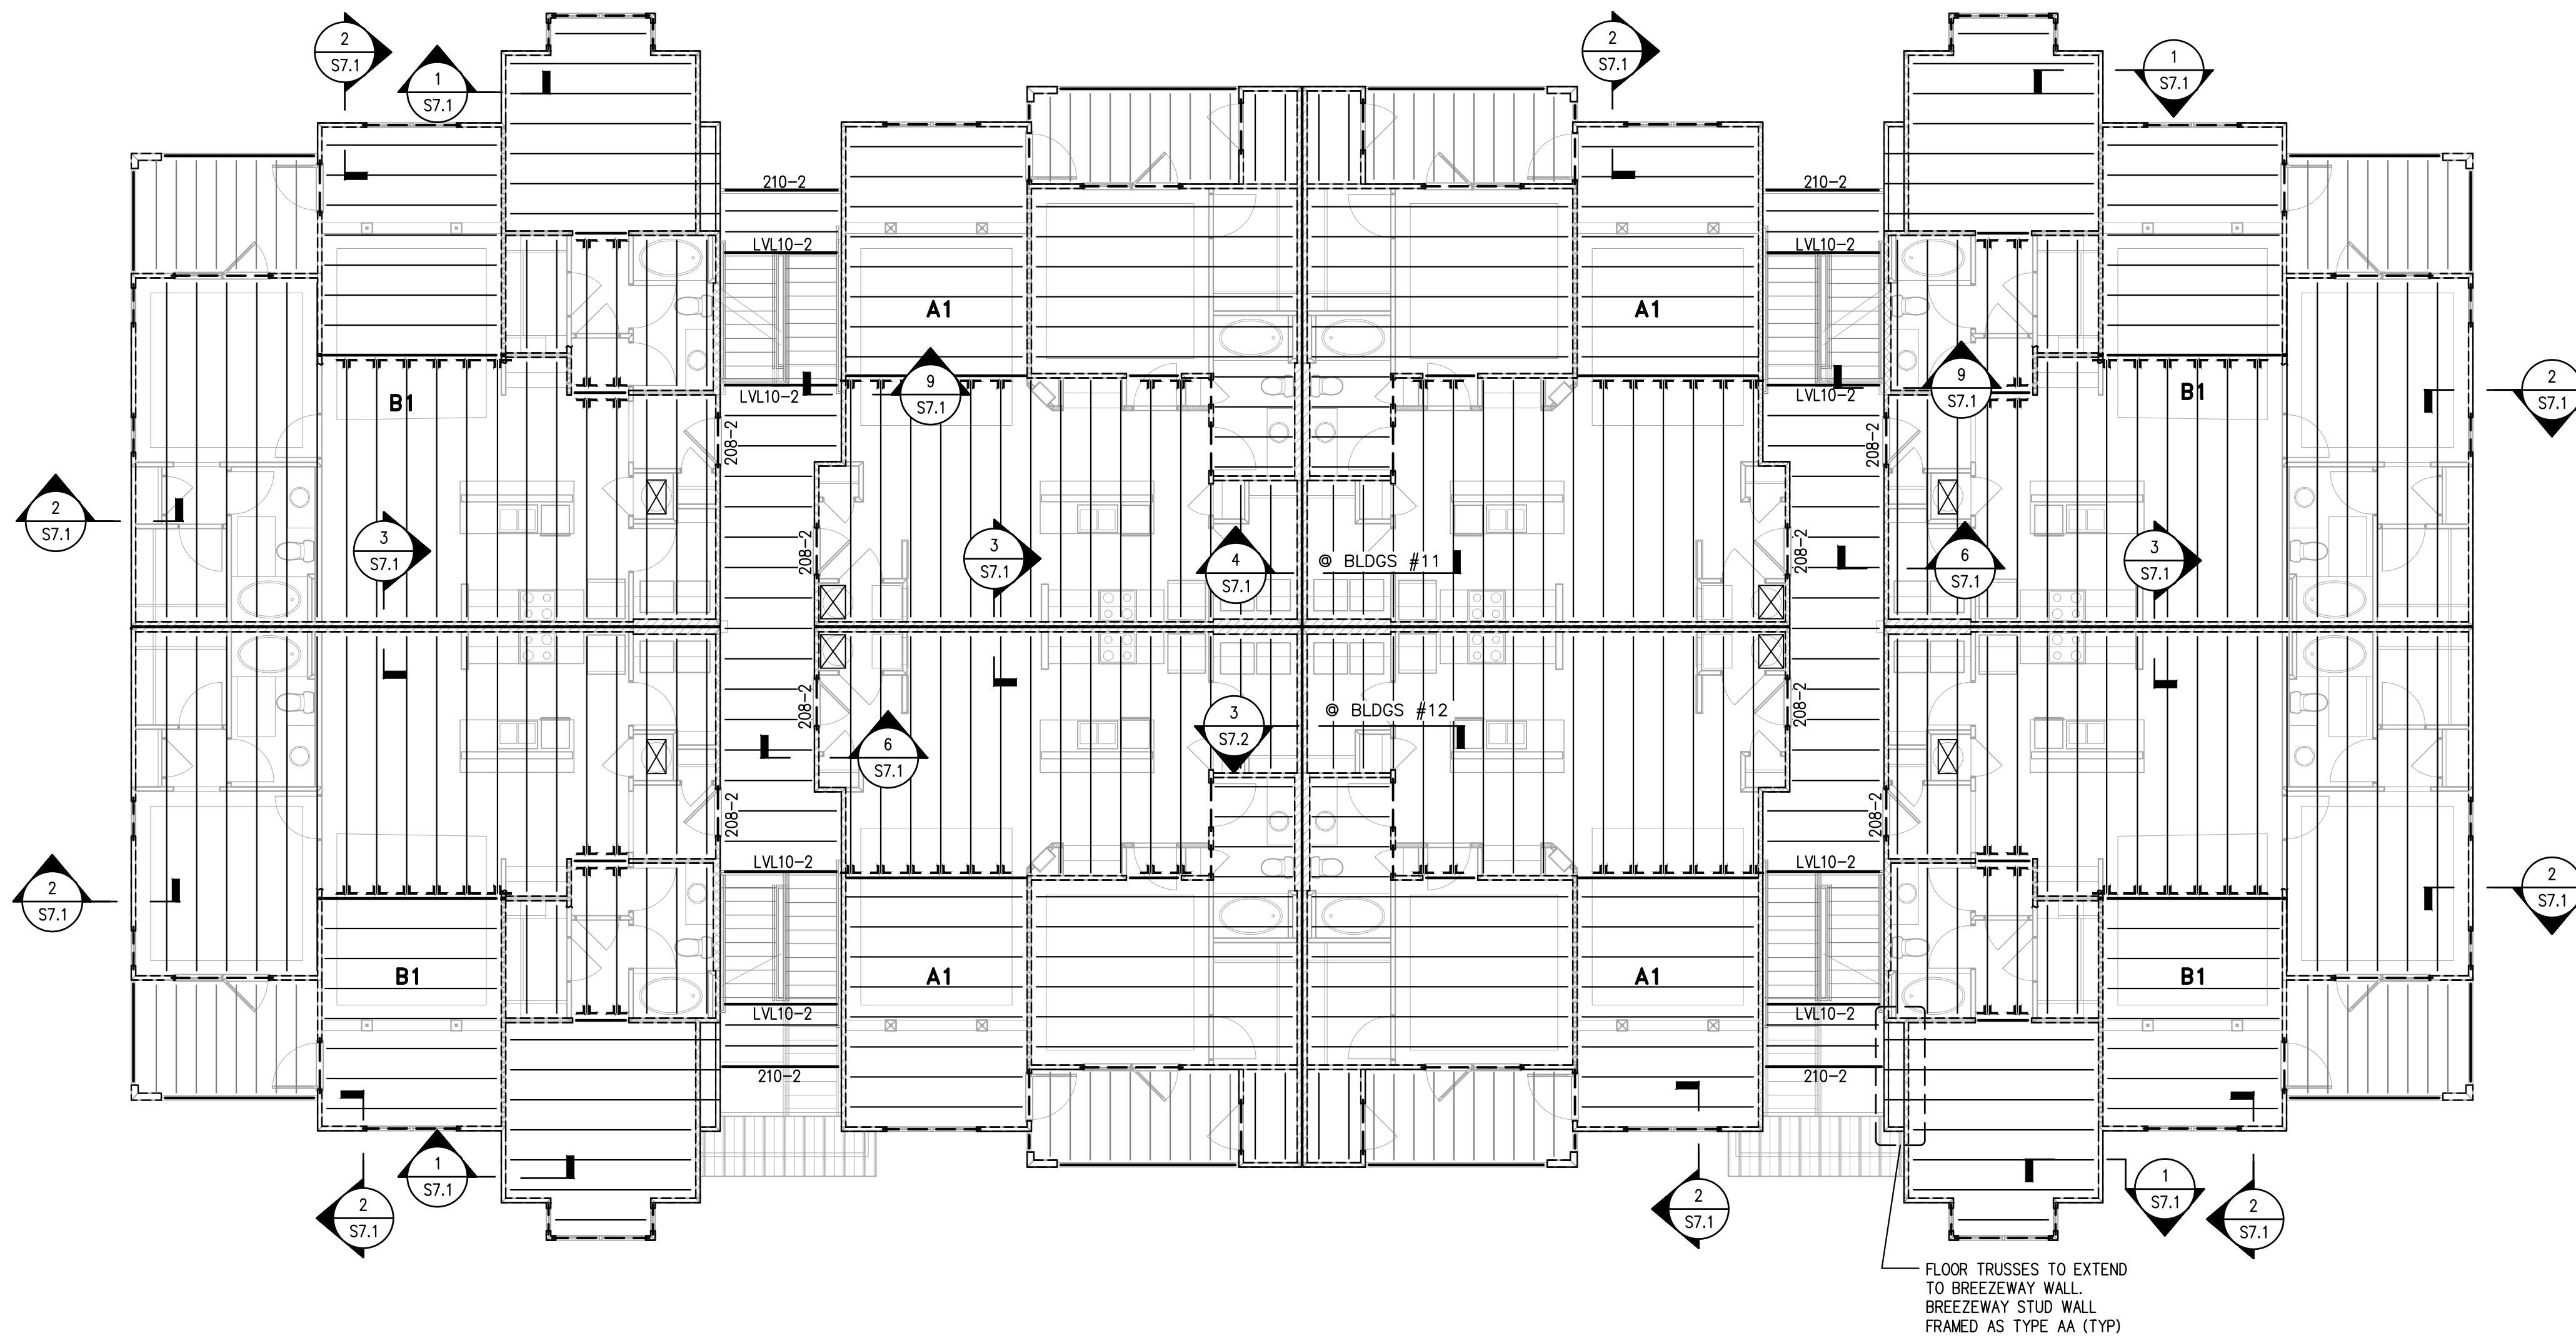 2
S7.1
1
S7.1
2
S7.1
1
S7.1
210-2
210-2
LVL10-2
LVL10-2
A1
A1
LVL10-2
LVL10-2
B1
B1
9
S7.1
9
S7.1
2
S7.1
208-2
208-2
2
S7.1
3
S7.1
208-2
3
S7.1
4
S7.1
@ BLDGS #11
208-2
6
S7.1
3
S7.1
208-2
208-2
3
S7.2
@ BLDGS #12
6
S7.1
208-2
208-2
LVL10-2
LVL10-2
2
S7.1
2
S7.1
B1
A1
A1
B1
LVL10-2
LVL10-2
210-2
210-2
1
S7.1
2
S7.1
2
S7.1
1
S7.1
2
S7.1
FLOOR TRUSSES TO EXTEND
TO BREEZEWAY WALL.
BREEZEWAY STUD WALL
FRAMED AS TYPE AA (TYP)